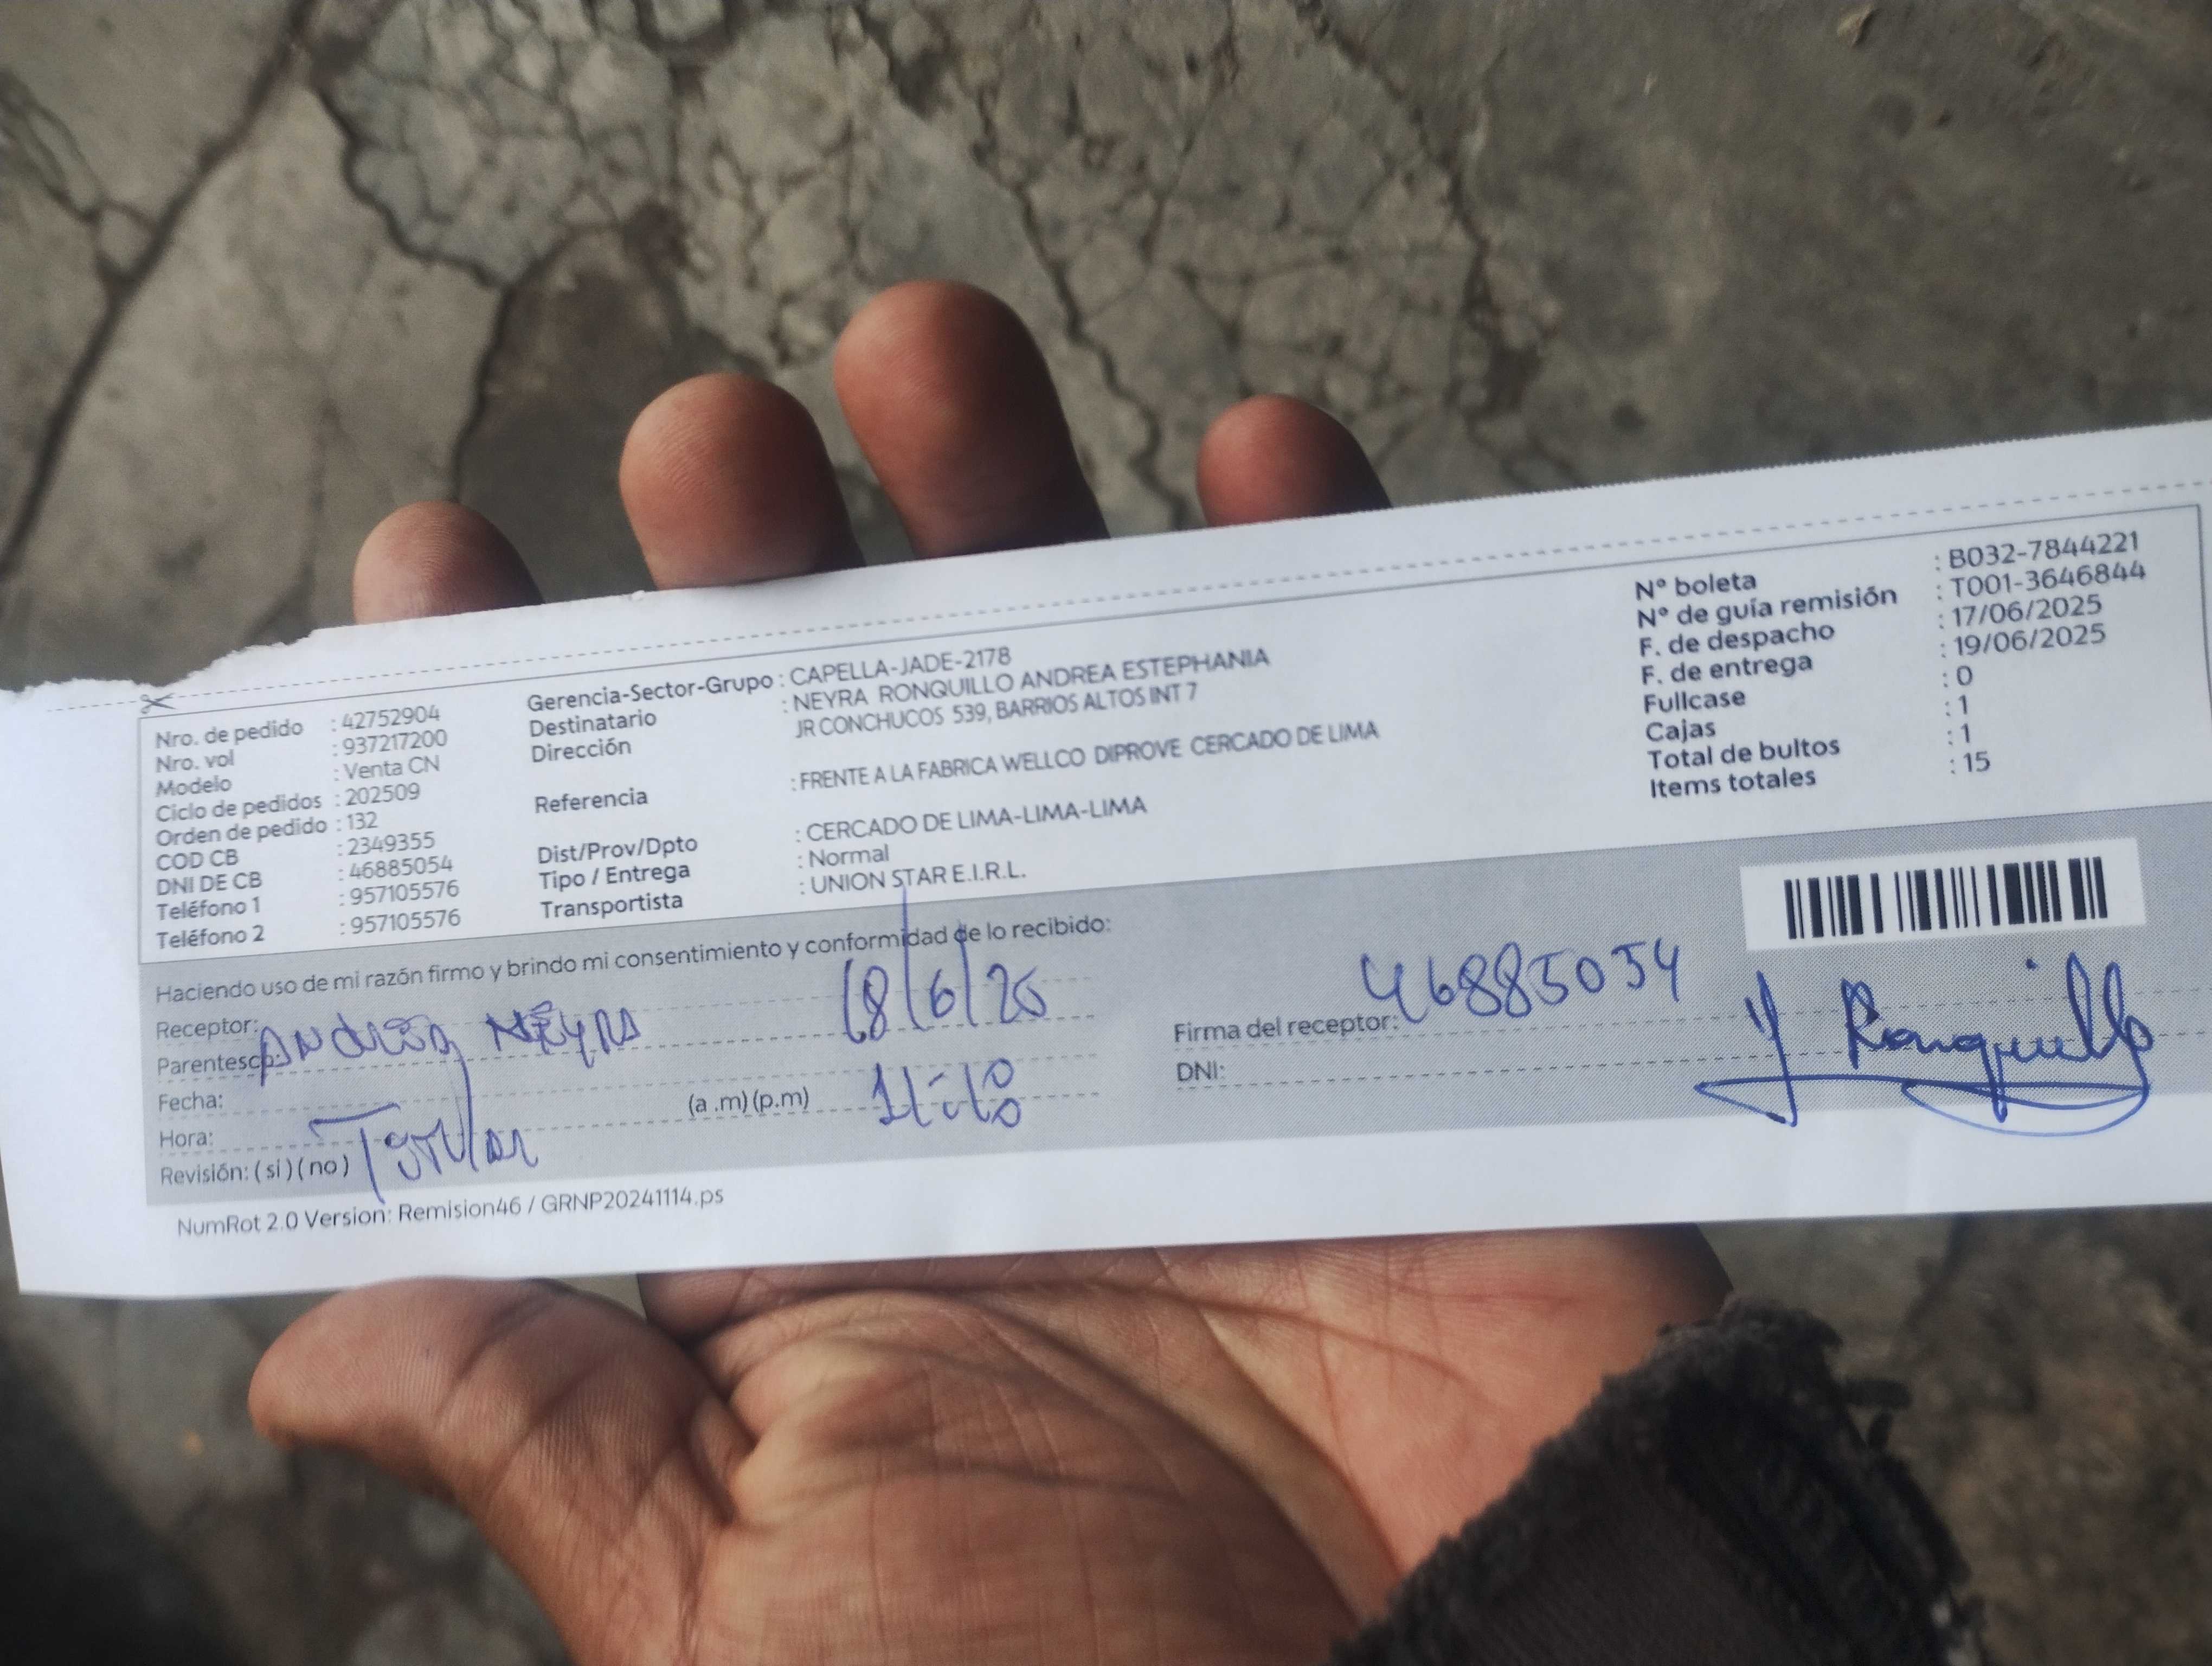 Nro. de pedido : 42752904
Nro. vol : 937217200
Modelo : Venta CN
Ciclo de pedidos : 202509
Orden de pedido : 132
COD CB : 2349355
DNI DE CB : 46885054
Teléfono 1 : 957105576
Teléfono 2 : 957105576
Gerencia-Sector-Grupo : CAPELLA-JADE-2178
Destinatario : NEYRA RONQUILLO ANDREA ESTEPHANIA
Dirección JR CONCHUCOS 539, BARRIOS ALTOS INT 7
Referencia : FRENTE A LA FABRICA WELLCO DIPROVE CERCADO DE LIMA
Dist/Prov/Dpto : CERCADO DE LIMA-LIMA-LIMA
Tipo / Entrega : Normal
Transportista : UNION STAR E.I.R.L.
N° boleta : B032-7844221
N° de guía remisión : T001-3646844
F. de despacho : 17/06/2025
F. de entrega : 19/06/2025
Fullcase : 0
Cajas : 1
Total de bultos : 1
Items totales : 15
Haciendo uso de mi razón firmo y brindo mi consentimiento y conformidad de lo recibido:
Receptor: Andrea Neyra 18/6/25
Parentesco:
Fecha:
Hora: (a .m) (p.m)
Revisión: ( si ) ( no ) Titular
Firma del receptor: 46885054 Ronquillo
DNI:
NumRot 2.0 Version: Remision46 / GRNP20241114.ps